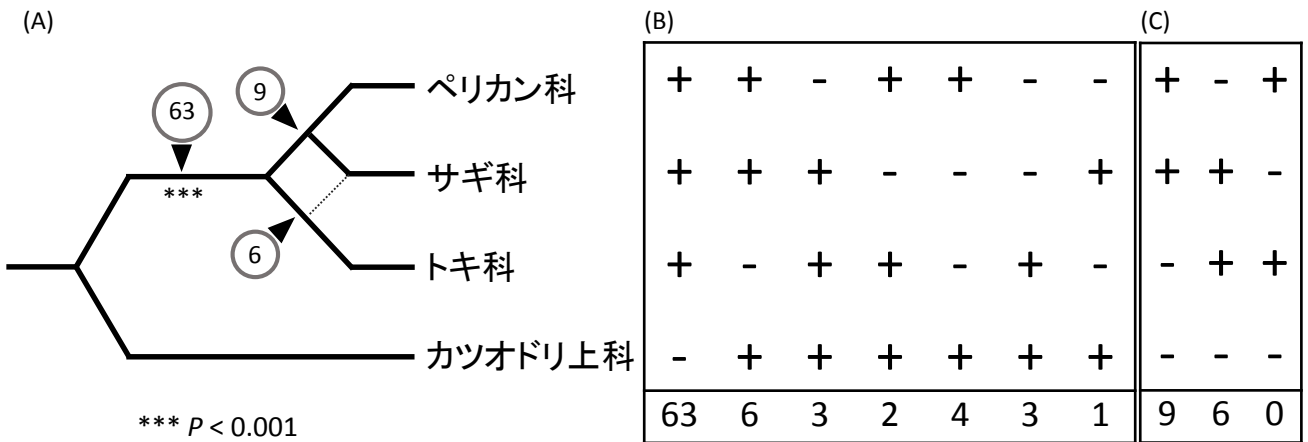 (A)
(B)
(C)
63
9
6
***
ペリカン科
サギ科
トキ科
カツオドリ上科
*** P < 0.001
+ + - + + - -
+ + + - - - +
+ - + + - + -
- + + + + + +
63 6 3 2 4 3 1
+ - +
+ + -
- + +
- - -
9 6 0